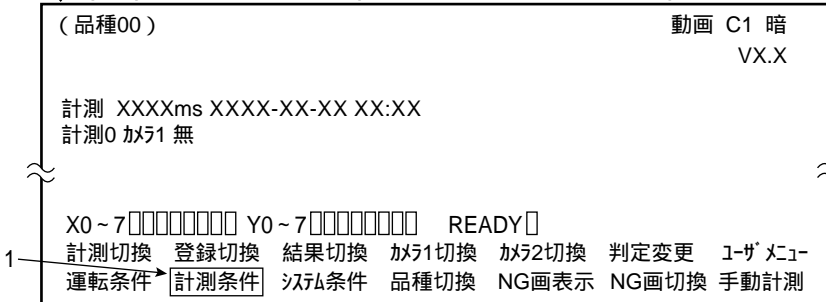 (品種00) 動画 C1 暗
VX.X
計測 XXXXms XXXX-XX-XX XX:XX
計測0 ｶﾒﾗ1 無
X0~7▯▯▯▯▯▯▯▯ Y0~7▯▯▯▯▯▯▯▯ READY▯
計測切換 登録切換 結果切換 ｶﾒﾗ1切換 ｶﾒﾗ2切換 判定変更 ﾕｰｻﾞﾒﾆｭｰ
1
運転条件 計測条件 ｼｽﾃﾑ条件 品種切換 NG画表示 NG画切換 手動計測